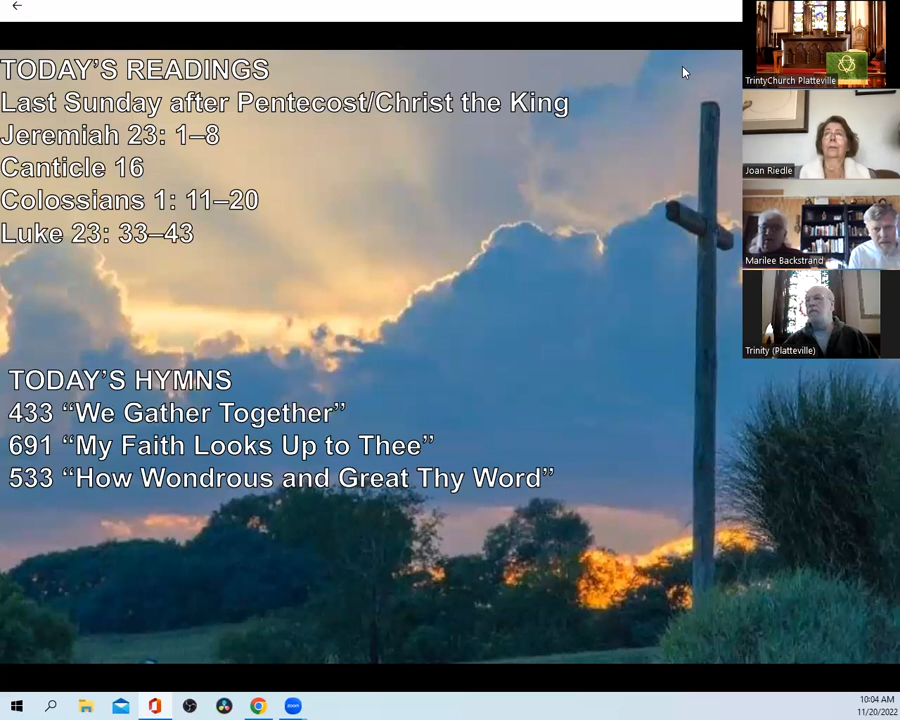 TODAY’S READINGS
Last Sunday after Pentecost/Christ the King
Jeremiah 23: 1–8
Canticle 16
Colossians 1: 11–20
Luke 23: 33–43
TODAY’S HYMNS
433 “We Gather Together”
691 “My Faith Looks Up to Thee”
533 “How Wondrous and Great Thy Word”
TrintyChurch Platteville
Joan Riedle
Marilee Backstrand
Trinity (Platteville)
zoom
10:04 AM
11/20/2022